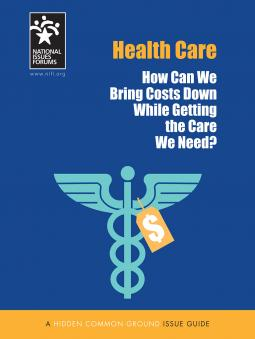 NATIONAL
ISSUES
FORUMS
www.nifi.org
Health Care
How Can We
Bring Costs Down
While Getting
the Care
We Need?
$
A HIDDEN COMMON GROUND ISSUE GUIDE